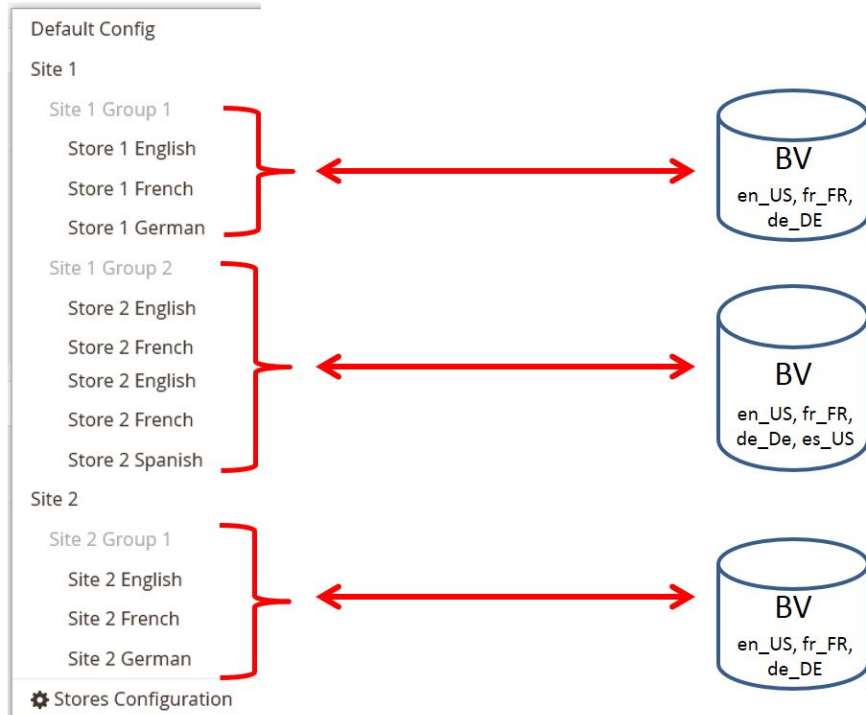 Default Config
Site 1
Site 1 Group 1
Store 1 English
Store 1 French
Store 1 German
Site 1 Group 2
Store 2 English
Store 2 French
Store 2 English
Store 2 French
Store 2 Spanish
Site 2
Site 2 Group 1
Site 2 English
Site 2 French
Site 2 German
Stores Configuration
BV
en_US, fr_FR,
de_DE
BV
en_US, fr_FR,
de_De, es_US
BV
en_US, fr_FR,
de_DE